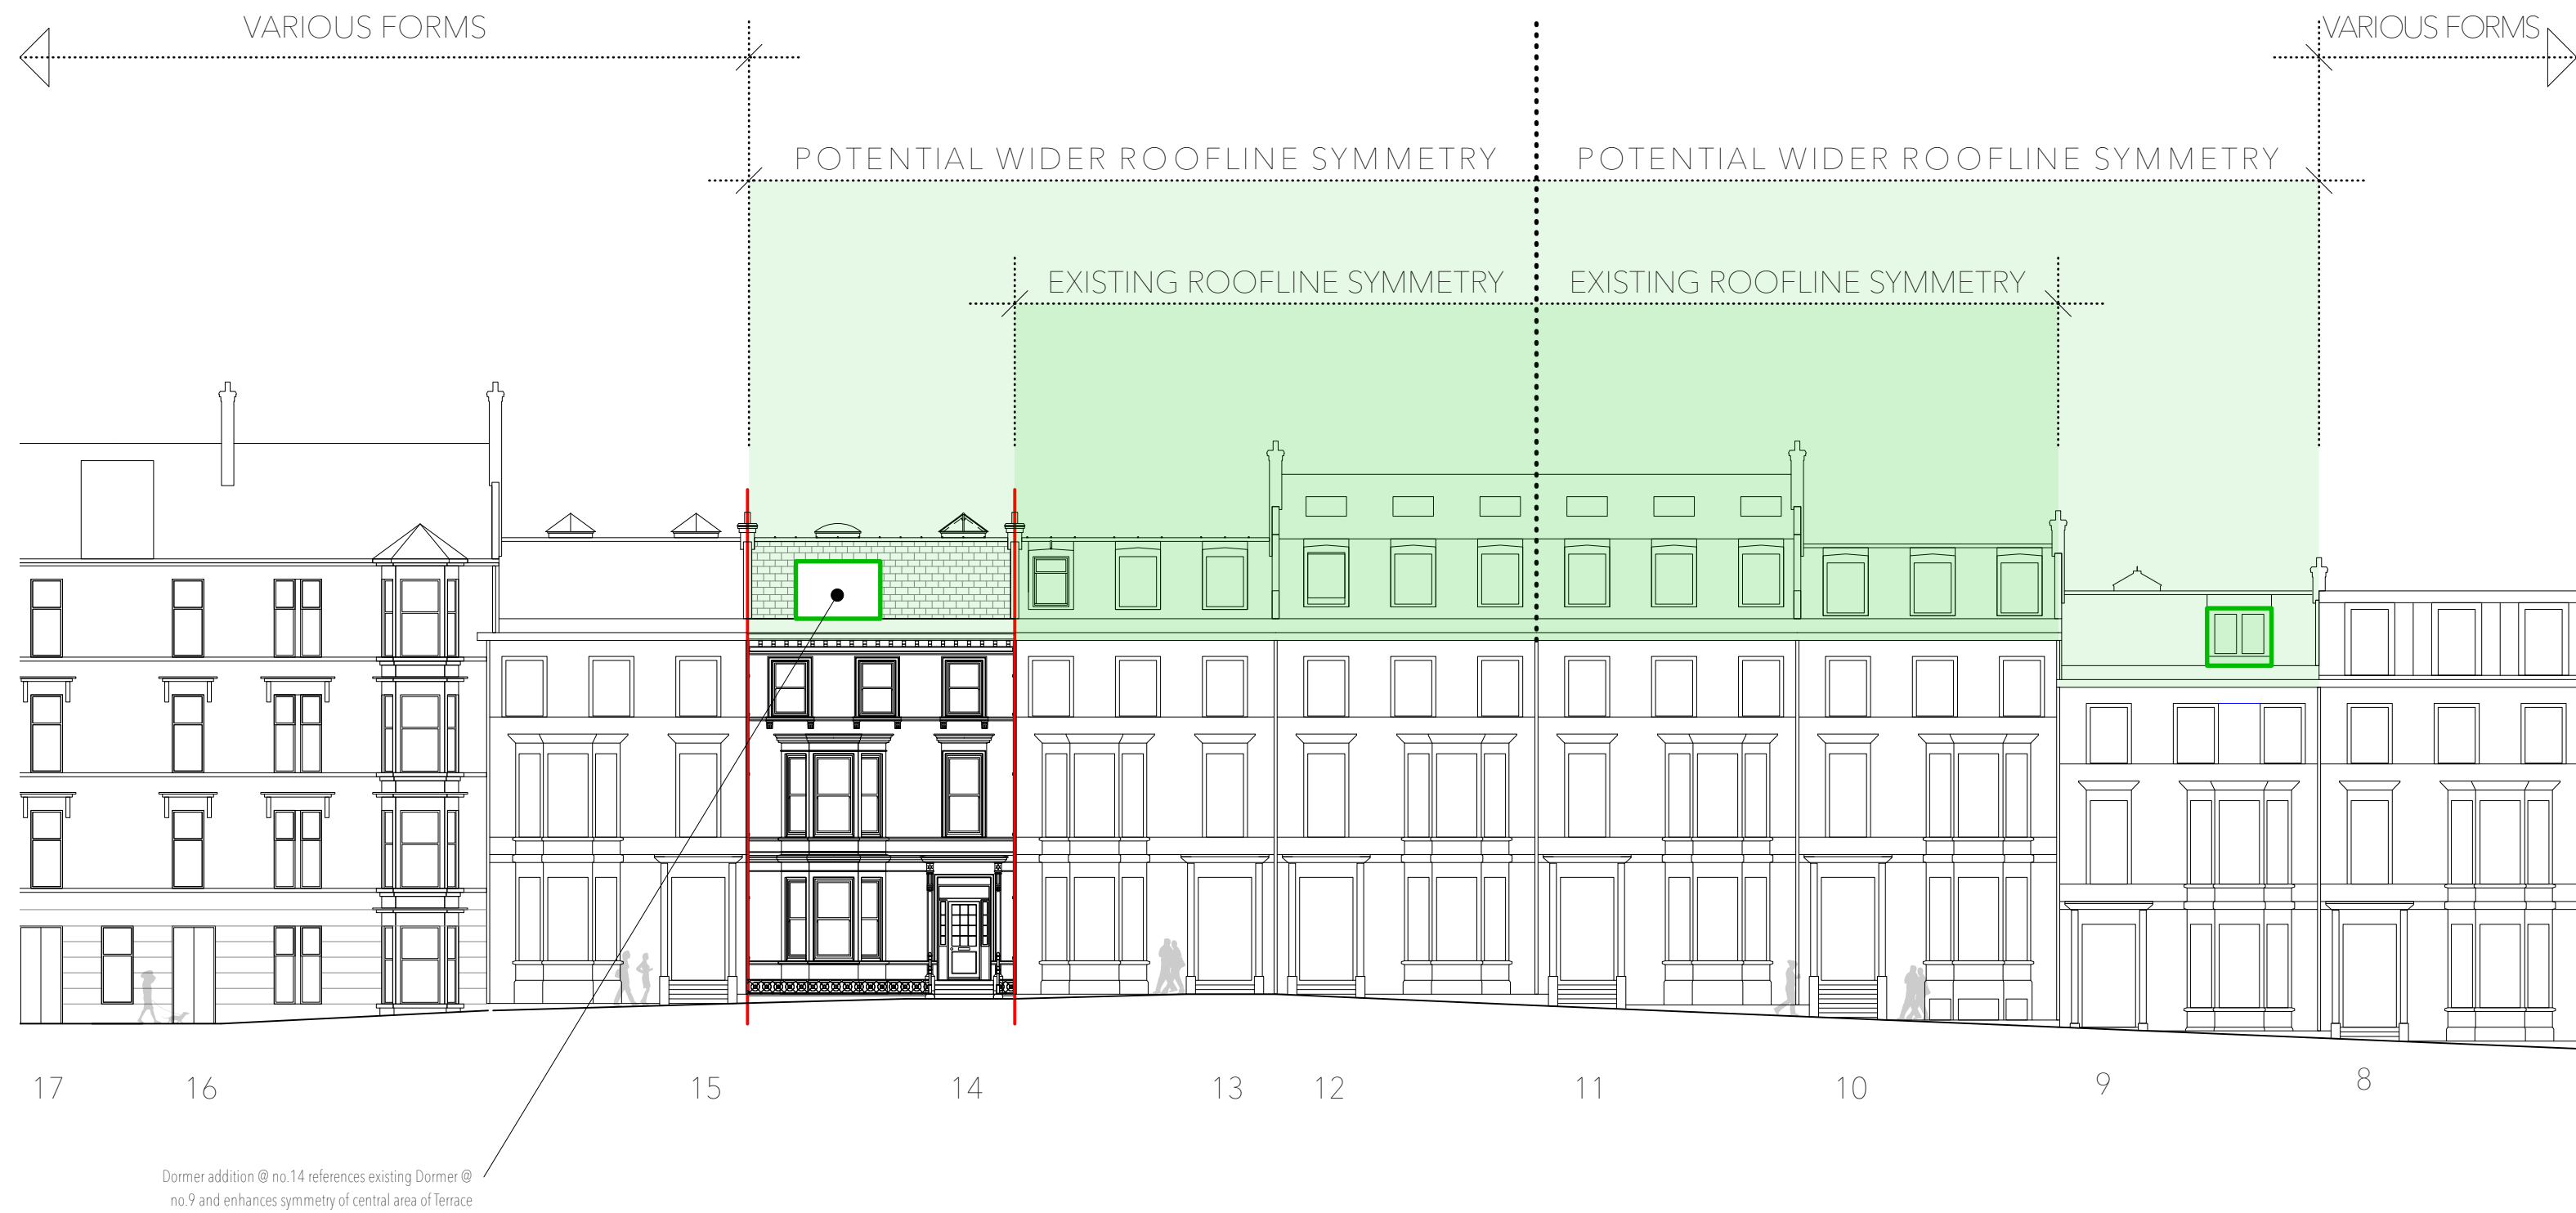 VARIOUS FORMS
VARIOUS FORMS
POTENTIAL WIDER ROOFLINE SYMMETRY
POTENTIAL WIDER ROOFLINE SYMMETRY
EXISTING ROOFLINE SYMMETRY
EXISTING ROOFLINE SYMMETRY
17
16
15
14
13
12
11
10
9
8
Dormer addition @ no.14 references existing Dormer @
no.9 and enhances symmetry of central area of Terrace